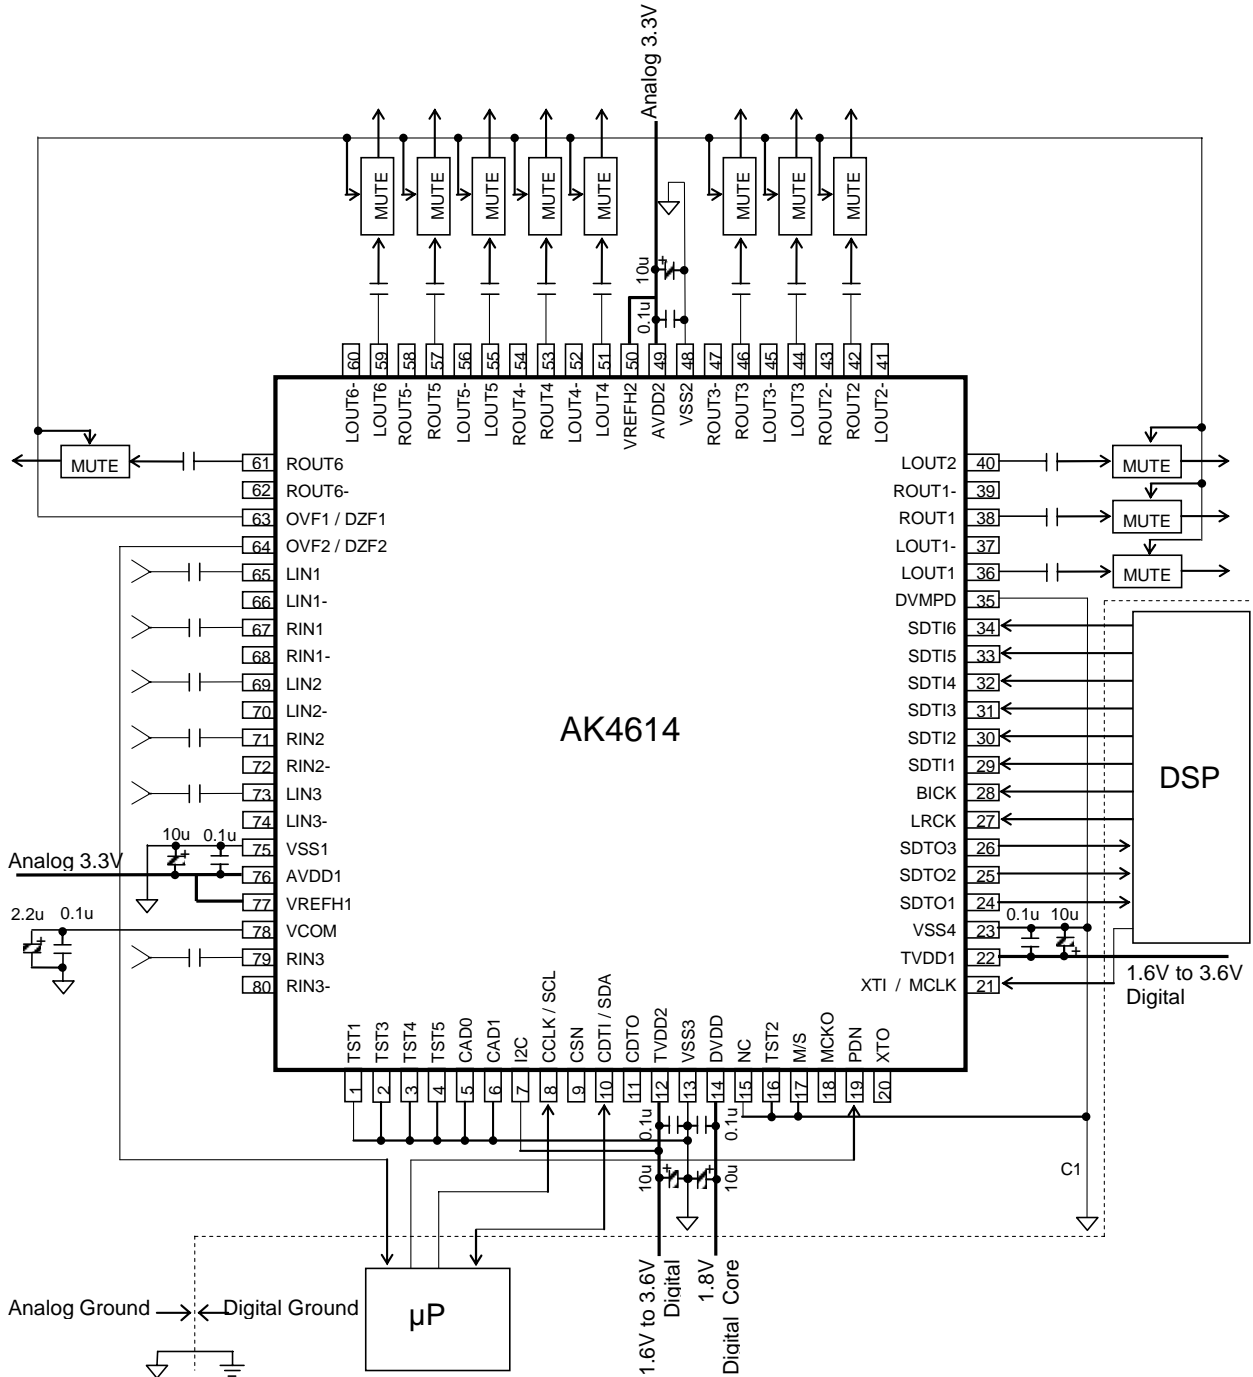 Analog 3.3V
MUTE MUTE MUTE MUTE MUTE MUTE MUTE MUTE
10u
0.1u
60 59 58 57 56 55 54 53 52 51 50 49 48 47 46 45 44 43 42 41
LOUT6- LOUT6 ROUT5- ROUT5 LOUT5- LOUT5 ROUT4- ROUT4 LOUT4- LOUT4 VREFH2 AVDD2 VSS2 ROUT3- ROUT3 LOUT3- LOUT3 ROUT2- ROUT2 LOUT2-
MUTE 61 ROUT6
62 ROUT6-
63 OVF1 / DZF1
64 OVF2 / DZF2
65 LIN1
66 LIN1-
67 RIN1
68 RIN1-
69 LIN2
70 LIN2-
71 RIN2
72 RIN2-
73 LIN3
74 LIN3-
10u 0.1u
75 VSS1
Analog 3.3V
76 AVDD1
77 VREFH1
2.2u 0.1u
78 VCOM
79 RIN3
80 RIN3-
AK4614
LOUT2 40 MUTE
ROUT1- 39
ROUT1 38 MUTE
LOUT1- 37
LOUT1 36 MUTE
DVMPD 35
SDTI6 34
SDTI5 33
SDTI4 32
SDTI3 31
SDTI2 30
SDTI1 29
BICK 28
LRCK 27
SDTO3 26
SDTO2 25
SDTO1 24
DSP
0.1u 10u
VSS4 23
TVDD1 22
XTI / MCLK 21
1.6V to 3.6V
Digital
TST1 TST3 TST4 TST5 CAD0 CAD1 I2C CCLK / SCL CSN CDTI / SDA CDTO TVDD2 VSS3 DVDD NC TST2 M/S MCKO PDN XTO
1 2 3 4 5 6 7 8 9 10 11 12 13 14 15 16 17 18 19 20
0.1u 0.1u
10u 10u
C1
1.6V to 3.6V
Digital
1.8V
Digital Core
Analog Ground Digital Ground
µP